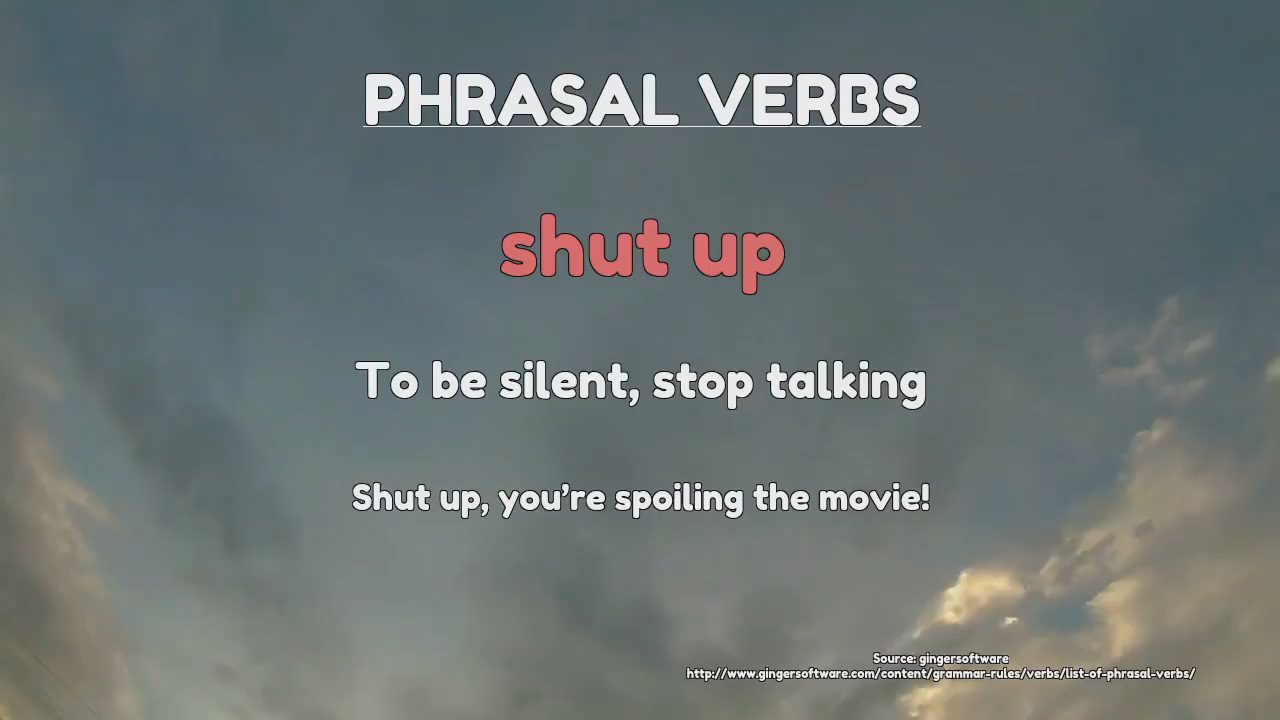 PHRASAL VERBS
shut up
To be silent, stop talking
Shut up, you’re spoiling the movie!
Source: gingersoftware
http://www.gingersoftware.com/content/grammar-rules/verbs/list-of-phrasal-verbs/